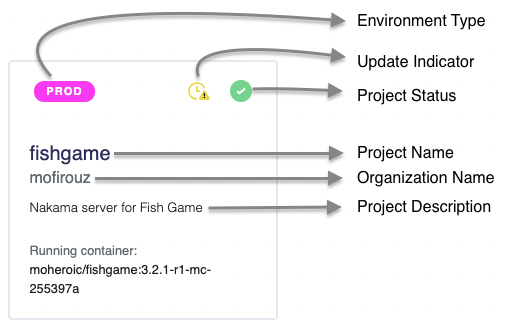 Environment Type
Update Indicator
PROD
Project Status
fishgame
Project Name
mofirouz
Organization Name
Nakama server for Fish Game
Project Description
Running container:
moheroic/fishgame:3.2.1-r1-mc-
255397a